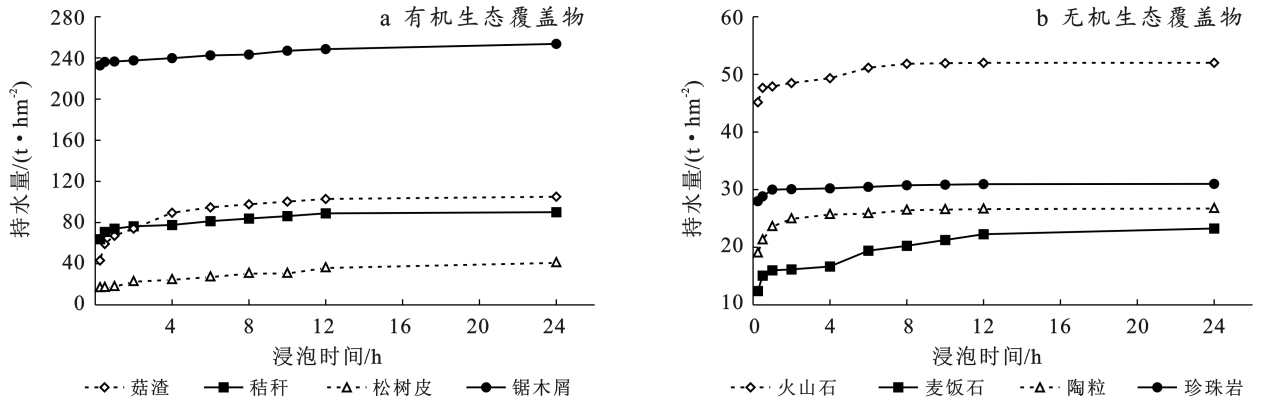 a 有机生态覆盖物
持水量/(t·hm⁻²)
280
240
200
160
120
80
40
0
4 8 12 16 20 24
浸泡时间/h
菇渣 秸秆 松树皮 锯木屑
b 无机生态覆盖物
持水量/(t·hm⁻²)
60
50
40
30
20
10
0 4 8 12 16 20 24
浸泡时间/h
火山石 麦饭石 陶粒 珍珠岩